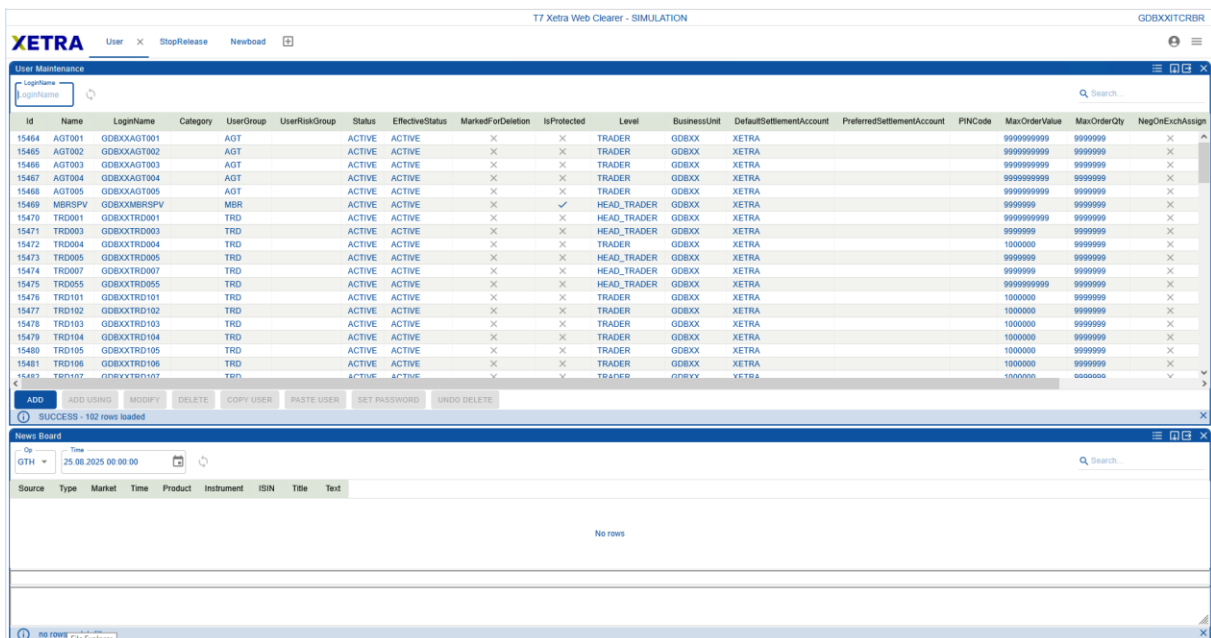 T7 Xetra Web Clearer - SIMULATION GDBXXITCRBR
XETRA User StopRelease Newboad
User Maintenance
LoginName
LoginName Search...
Id Name LoginName Category UserGroup UserRiskGroup Status EffectiveStatus MarkedForDeletion IsProtected Level BusinessUnit DefaultSettlementAccount PreferredSettlementAccount PINCode MaxOrderValue MaxOrderQty NegOnExchAssign
15464 AGT001 GDBXXAGT001 AGT ACTIVE ACTIVE TRADER GDBXX XETRA 9999999999 9999999
15465 AGT002 GDBXXAGT002 AGT ACTIVE ACTIVE TRADER GDBXX XETRA 9999999999 9999999
15466 AGT003 GDBXXAGT003 AGT ACTIVE ACTIVE TRADER GDBXX XETRA 9999999999 9999999
15467 AGT004 GDBXXAGT004 AGT ACTIVE ACTIVE TRADER GDBXX XETRA 9999999999 9999999
15468 AGT005 GDBXXAGT005 AGT ACTIVE ACTIVE TRADER GDBXX XETRA 9999999999 9999999
15469 MBRSPV GDBXXMBRSPV MBR ACTIVE ACTIVE HEAD_TRADER GDBXX XETRA 9999999 9999999
15470 TRD001 GDBXXTRD001 TRD ACTIVE ACTIVE HEAD_TRADER GDBXX XETRA 9999999999 9999999
15471 TRD003 GDBXXTRD003 TRD ACTIVE ACTIVE HEAD_TRADER GDBXX XETRA 9999999 9999999
15472 TRD004 GDBXXTRD004 TRD ACTIVE ACTIVE TRADER GDBXX XETRA 1000000 9999999
15473 TRD005 GDBXXTRD005 TRD ACTIVE ACTIVE HEAD_TRADER GDBXX XETRA 9999999 9999999
15474 TRD007 GDBXXTRD007 TRD ACTIVE ACTIVE HEAD_TRADER GDBXX XETRA 9999999 9999999
15475 TRD055 GDBXXTRD055 TRD ACTIVE ACTIVE HEAD_TRADER GDBXX XETRA 9999999999 9999999
15476 TRD101 GDBXXTRD101 TRD ACTIVE ACTIVE TRADER GDBXX XETRA 1000000 9999999
15477 TRD102 GDBXXTRD102 TRD ACTIVE ACTIVE TRADER GDBXX XETRA 1000000 9999999
15478 TRD103 GDBXXTRD103 TRD ACTIVE ACTIVE TRADER GDBXX XETRA 1000000 9999999
15479 TRD104 GDBXXTRD104 TRD ACTIVE ACTIVE TRADER GDBXX XETRA 1000000 9999999
15480 TRD105 GDBXXTRD105 TRD ACTIVE ACTIVE TRADER GDBXX XETRA 1000000 9999999
15481 TRD106 GDBXXTRD106 TRD ACTIVE ACTIVE TRADER GDBXX XETRA 1000000 9999999
15482 TRD107 GDBXXTRD107 TRD ACTIVE ACTIVE TRADER GDBXX XETRA 1000000 9999999
ADD ADD USING MODIFY DELETE COPY USER PASTE USER SET PASSWORD UNDO DELETE
SUCCESS - 102 rows loaded
News Board
Op Time
GTH 25.08.2025 00:00:00 Search...
Source Type Market Time Product Instrument ISIN Title Text
No rows
no rows